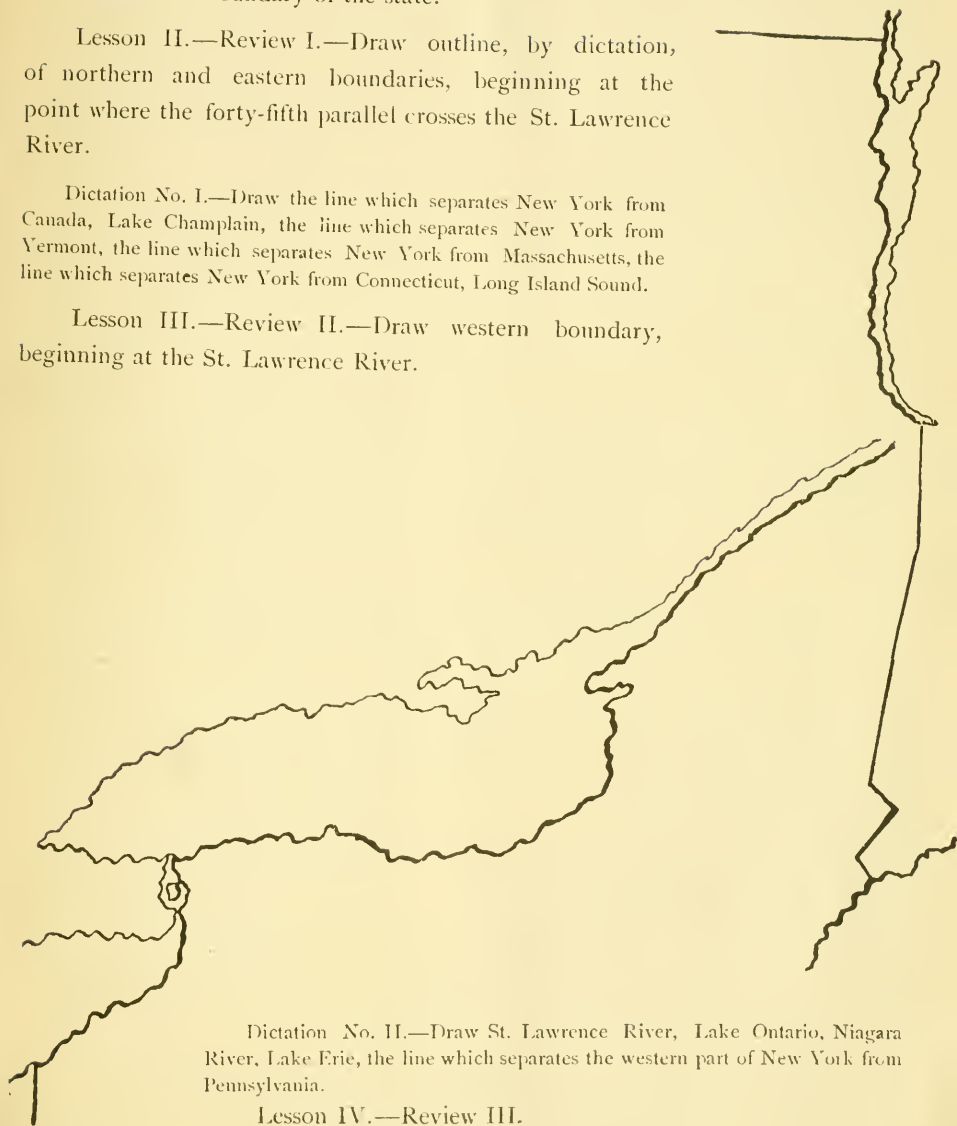 of the state.
Lesson II.—Review I.—Draw outline, by dictation,
of northern and eastern boundaries, beginning at the
point where the forty-fifth parallel crosses the St. Lawrence
River.
Dictation No. I.—Draw the line which separates New York from
Canada, Lake Champlain, the line which separates New York from
Vermont, the line which separates New York from Massachusetts, the
line which separates New York from Connecticut, Long Island Sound.
Lesson III.—Review II.—Draw western boundary,
beginning at the St. Lawrence River.
Dictation No. II.—Draw St. Lawrence River, Lake Ontario, Niagara
River, Lake Erie, the line which separates the western part of New York from
Pennsylvania.
Lesson IV.—Review III.